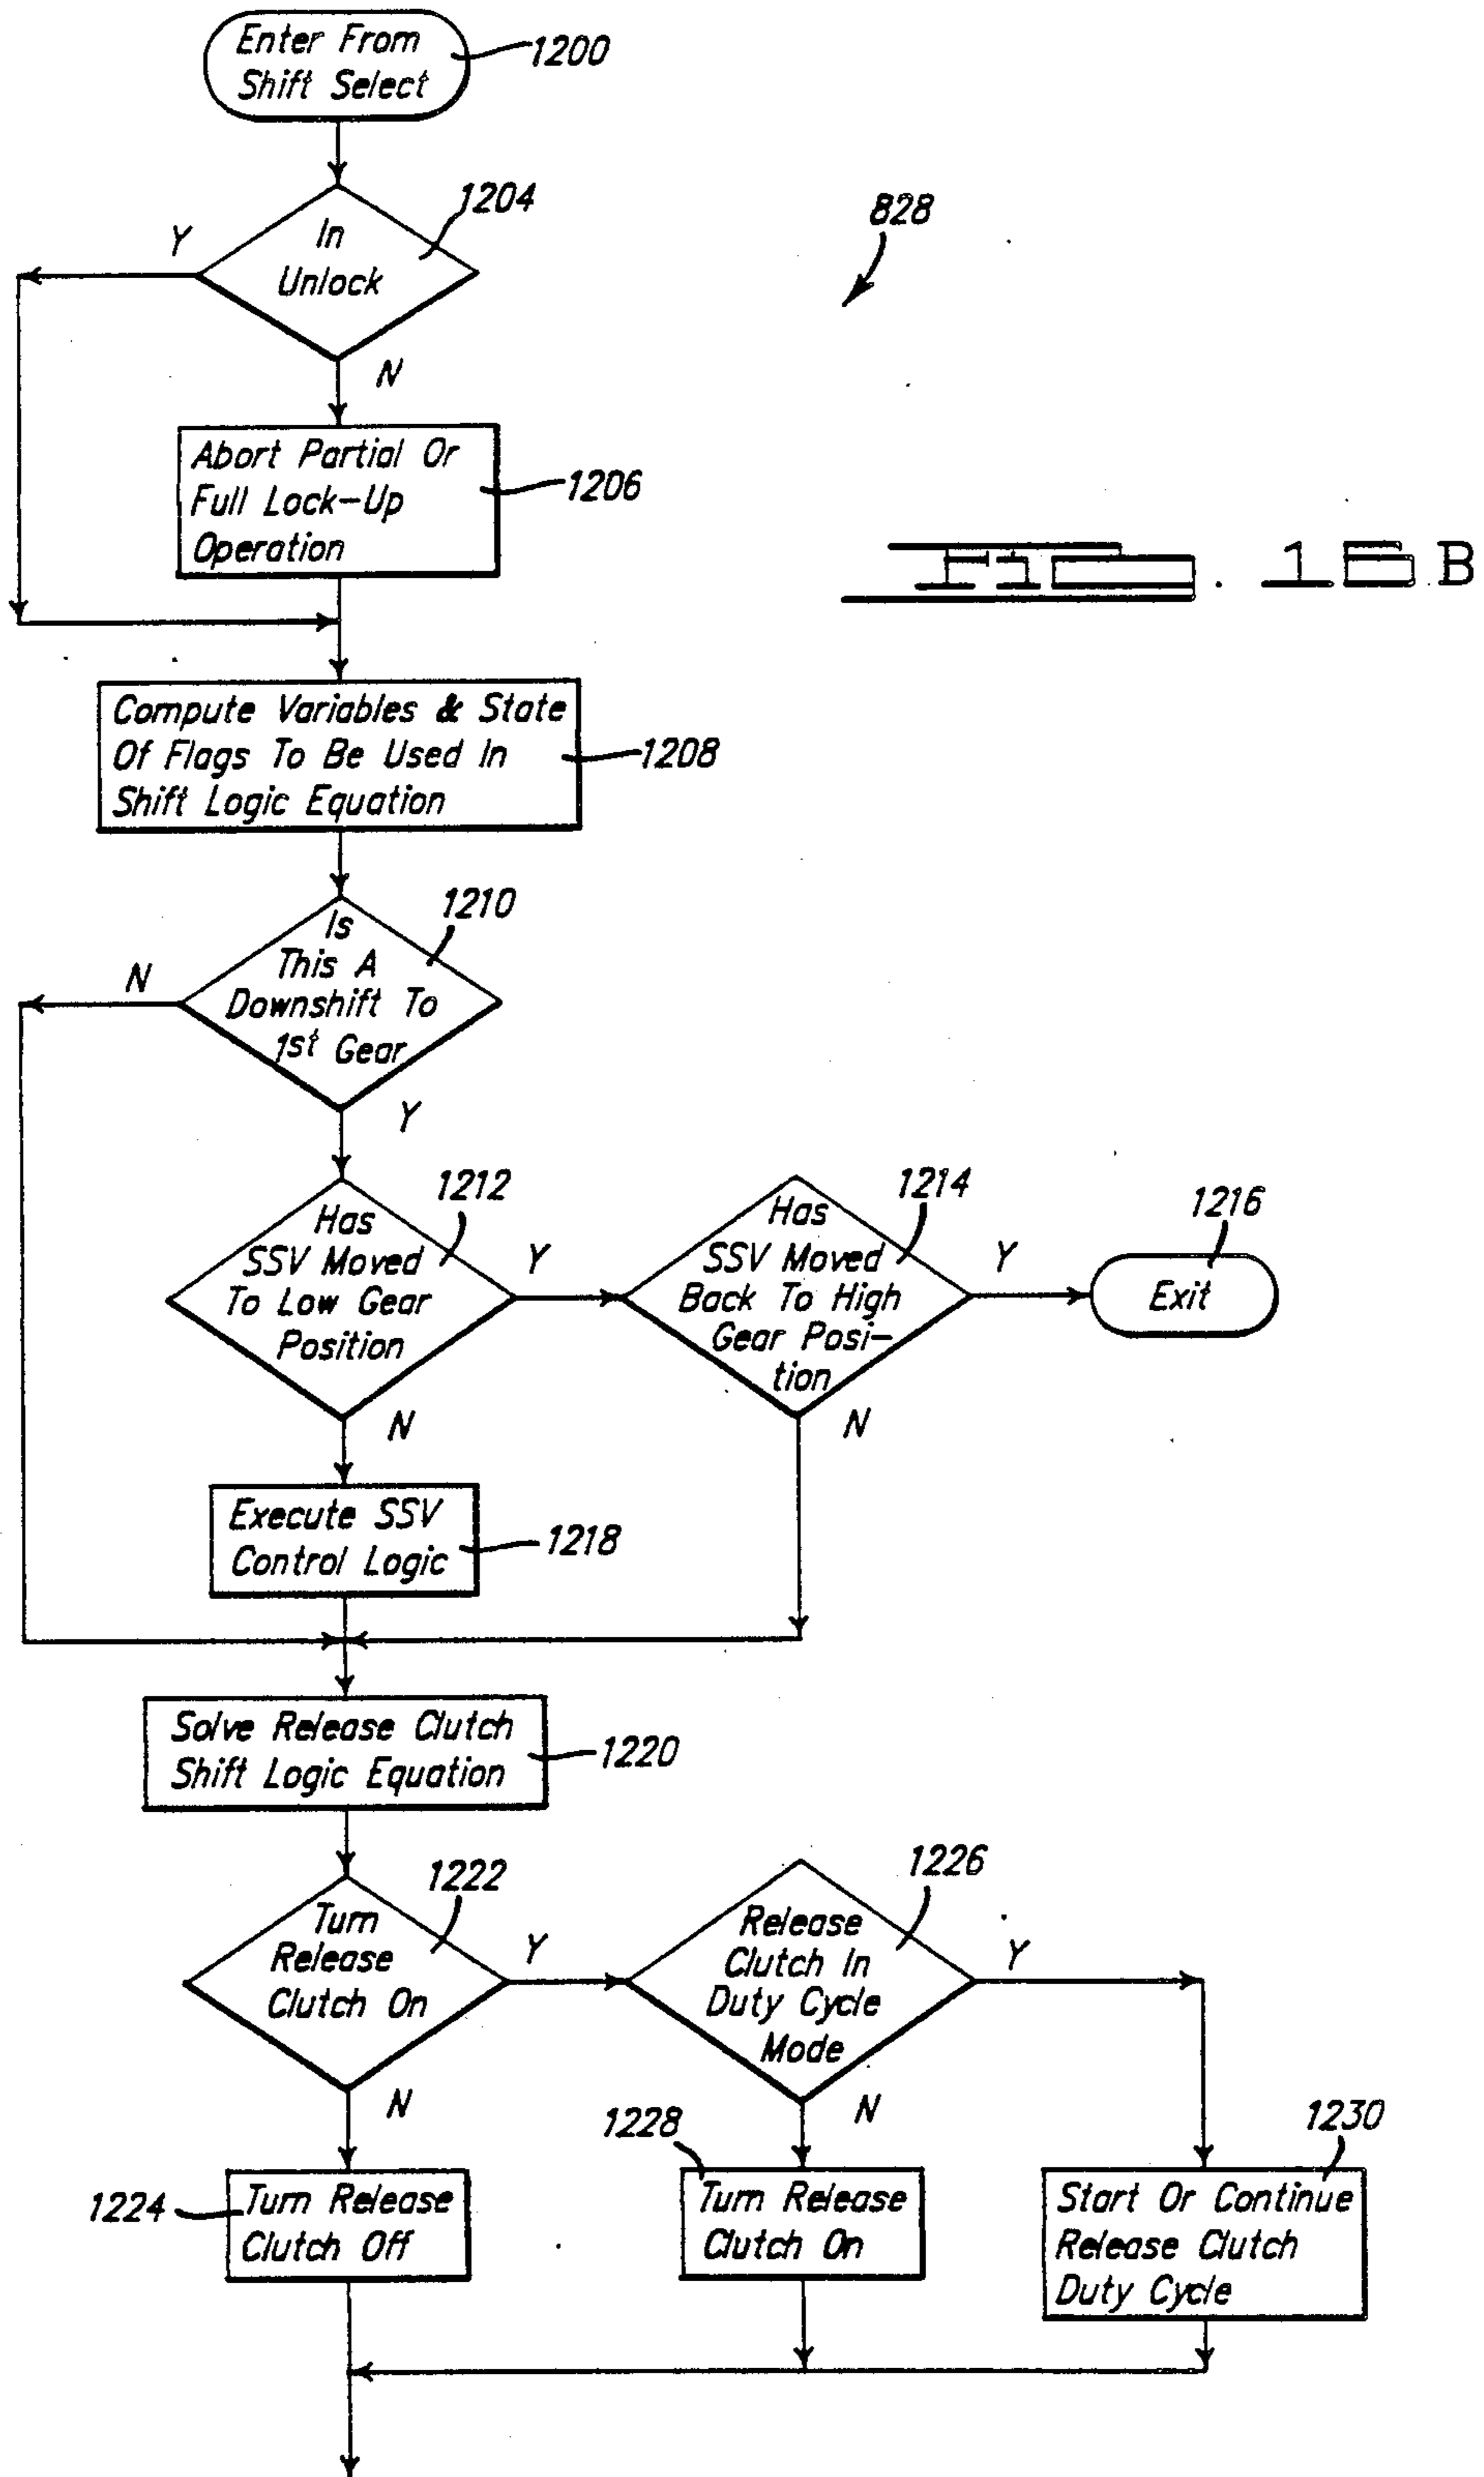 Enter From
Shift Select
1200
1204
828
Y
In
Unlock
N
Abort Partial Or
Full Lock-Up
Operation
1206
. 1 B
Compute Variables & State
Of Flags To Be Used In
Shift Logic Equation
1208
1210
N
Is
This A
Downshift To
1st Gear
Y
1212
1214
1216
Has
SSV Moved
To Low Gear
Position
Y
Has
SSV Moved
Back To High
Gear Posi-
tion
Y
Exit
N
N
Execute SSV
Control Logic
1218
Solve Release Clutch
Shift Logic Equation
1220
1222
1226
Turn
Release
Clutch On
Y
Release
Clutch In
Duty Cycle
Mode
Y
N
N
1228
1230
1224
Turn Release
Clutch Off
Turn Release
Clutch On
Start Or Continue
Release Clutch
Duty Cycle